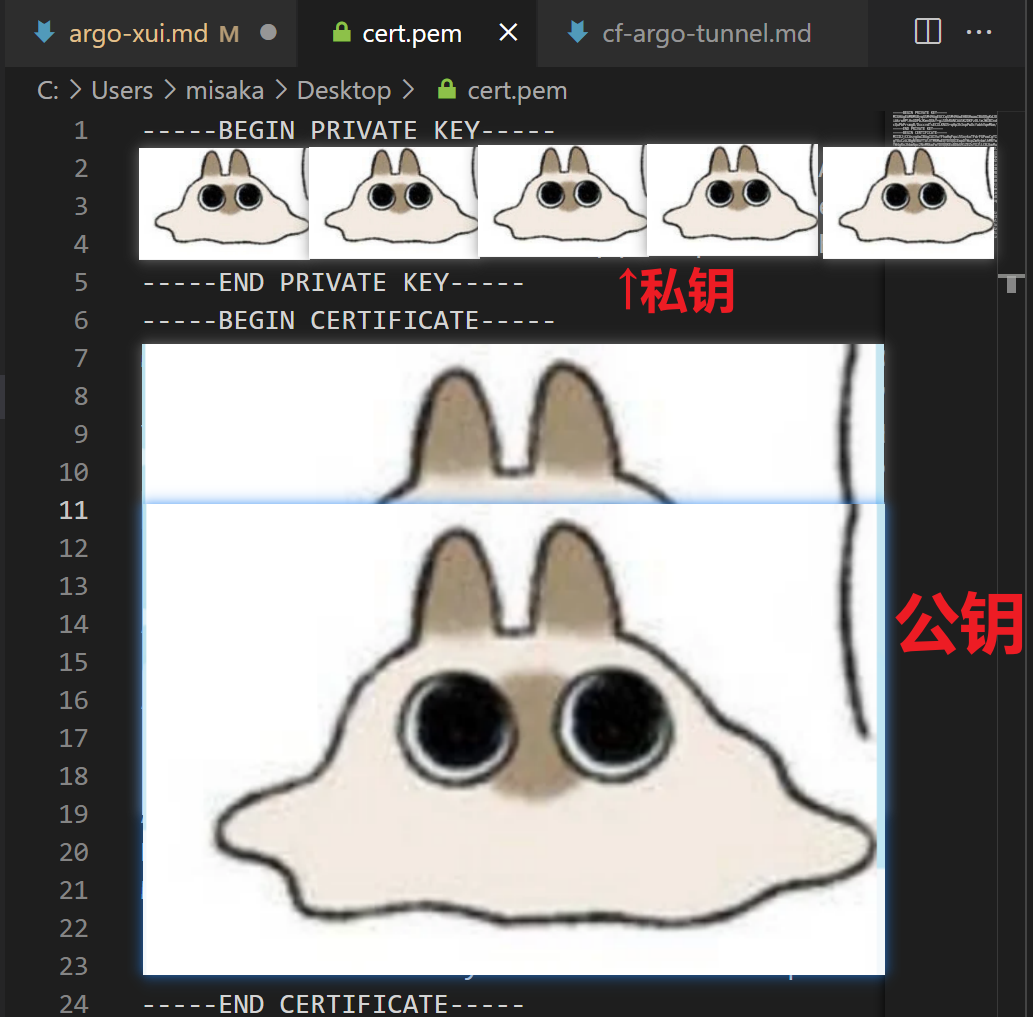 argo-xui.md M
cert.pem
cf-argo-tunnel.md
C: Users misaka Desktop cert.pem
1 -----BEGIN PRIVATE KEY-----
2
3
4
5 -----END PRIVATE KEY-----
↑私钥
6 -----BEGIN CERTIFICATE-----
7
8
9
10
11
12
13
14
公钥
15
16
17
18
19
20
21
22
23
24 -----END CERTIFICATE-----